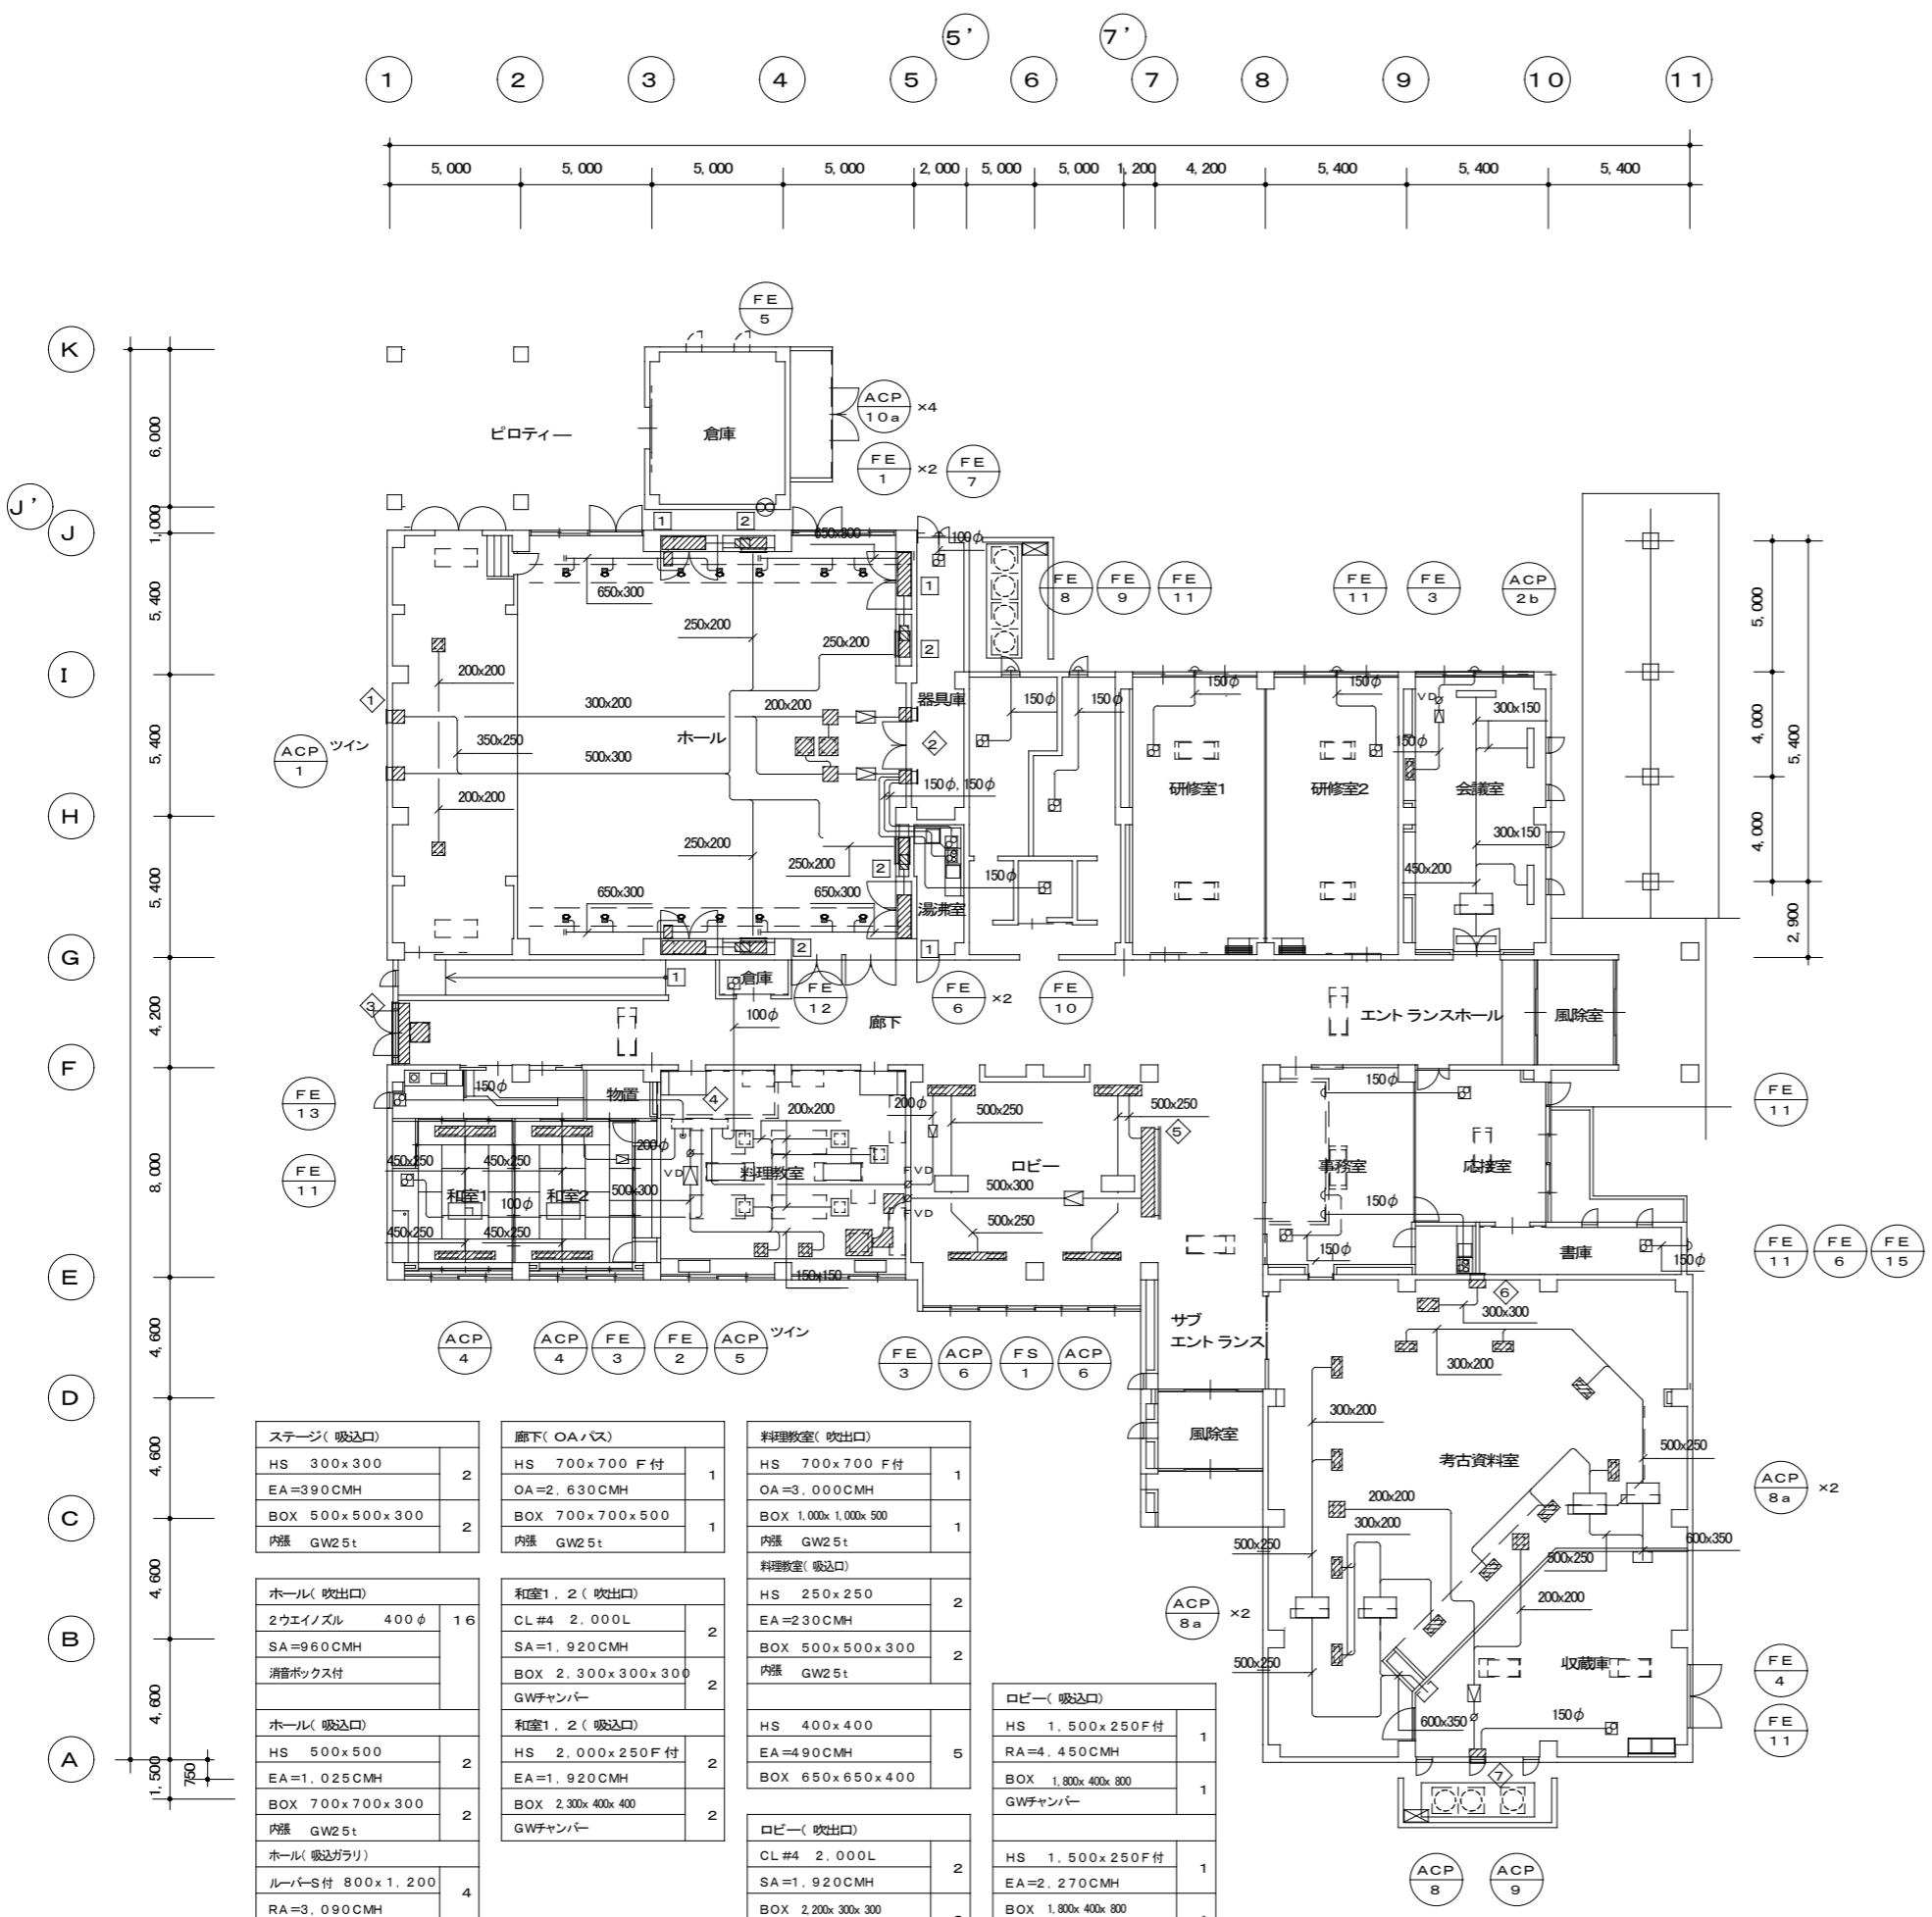 5’ 7’
1 2 3 4 5 6 7 8 9 10 11
5,000 5,000 5,000 5,000 2,000 5,000 5,000 1,200 4,200 5,400 5,400 5,400
K
J’
J
I
H
G
F
E
D
C
B
A
6,000
1,000
5,400
5,400
5,400
4,200
8,000
4,600
4,600
4,600
4,600
1,500
750
5,000
4,000
4,000
5,400
2,900
FE 5
ピロティー
倉庫
ACP 10a ×4
FE 1 ×2
FE 7
1 2
650x300
100φ
FE 8
FE 9
FE 11
FE 11
FE 3
ACP 2b
650x300
1
250x200
250x200
2
200x200
1
300x200
200x200
器具庫
150φ
150φ
150φ
150φ
VD
300x150
ACP 1 ツイン
350x250
ホール
500x300
2
150φ
200x200
150φ,150φ
研修室1
研修室2
会議室
250x200
250x200
2
300x150
450x200
150φ
650x300
650x300
湯沸室
2
1
1
倉庫
FE 12
FE 6 ×2
FE 10
3
100φ
廊下
エントランスホール
風除室
FE 13
150φ
物置
4
200x200
200φ
500x250
500x250
5
150φ
FE 11
FE 11
450x250
450x250
200φ
VD
料理教室
FVD
ロビー
事務室
応接室
和室1
和室2
100φ
500x300
500x300
FVD
150φ
450x250
450x250
500x250
150φ
書庫
150φ
FE 11
FE 6
FE 15
150x150
6
300x300
ACP 4
ACP 4
FE 3
FE 2
ACP 5 ツイン
FE 3
ACP 6
FS 1
ACP 6
サブ
エントランス
300x200
300x200
風除室
考古資料室
500x250
ACP 8a ×2
200x200
300x200
500x250
500x250
600x350
ACP 8a ×2
200x200
500x250
収蔵庫
FE 4
600x350
150φ
FE 11
7
ACP 8
ACP 9
ステージ(吸込口)
HS 300x300
2
EA=390CMH
BOX 500x500x300
2
内張 GW25t
ホール(吹出口)
2ウエイノズル 400φ
16
SA=960CMH
消音ボックス付
ホール(吸込口)
HS 500x500
2
EA=1,025CMH
BOX 700x700x300
2
内張 GW25t
ホール(吸込ガラリ)
ルーバーS付 800x1,200
4
RA=3,090CMH
廊下(OAパス)
HS 700x700 F付
1
OA=2,630CMH
BOX 700x700x500
1
内張 GW25t
和室1,2(吹出口)
CL#4 2,000L
2
SA=1,920CMH
BOX 2,300x300x300
2
GWチャンバー
和室1,2(吸込口)
HS 2,000x250F付
2
EA=1,920CMH
BOX 2,300x400x400
2
GWチャンバー
料理教室(吹出口)
HS 700x700 F付
1
OA=3,000CMH
BOX 1,000x1,000x500
1
内張 GW25t
料理教室(吸込口)
HS 250x250
2
EA=230CMH
BOX 500x500x300
2
内張 GW25t
HS 400x400
5
EA=490CMH
BOX 650x650x400
ロビー(吹出口)
CL#4 2,000L
2
SA=1,920CMH
BOX 2,200x300x300
ロビー(吸込口)
HS 1,500x250F付
1
RA=4,450CMH
BOX 1,800x400x800
1
GWチャンバー
HS 1,500x250F付
1
EA=2,270CMH
BOX 1,800x400x800